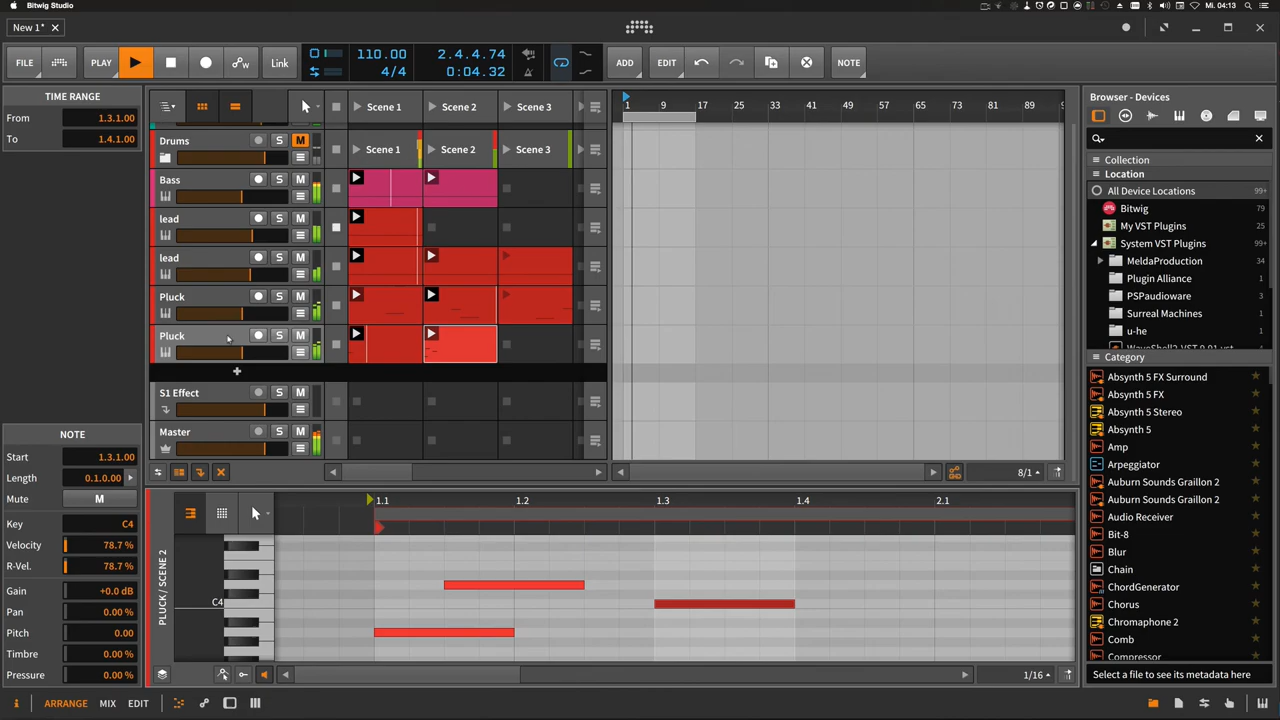 Bitwig Studio
Mi. 04:13
New 1*
FILE
PLAY
Link
110.00
4/4
2.4.4.74
0:04.32
ADD
EDIT
NOTE
TIME RANGE
From 1.3.1.00
To 1.4.1.00
Scene 1
Scene 2
Scene 3
1 9 17 25 33 41 49 57 65 73 81 89
Drums M
Scene 1
Scene 2
Scene 3
Bass S M
lead S M
lead S M
Pluck S M
Pluck S M
S1 Effect S M
Master S M
8/1
NOTE
Start 1.3.1.00
Length 0.1.0.00
Mute M
Key C4
Velocity 78.7 %
R-Vel. 78.7 %
Gain +0.0 dB
Pan 0.00 %
Pitch 0.00
Timbre 0.00 %
Pressure 0.00 %
PLUCK / SCENE 2
1.1 1.2 1.3 1.4 2.1
C4
1/16
Browser - Devices
Collection
Location
All Device Locations 99+
Bitwig 79
My VST Plugins 25
System VST Plugins 99+
MeldaProduction 34
Plugin Alliance 1
PSPaudioware 1
Surreal Machines 1
u-he 1
Category
Absynth 5 FX Surround
Absynth 5 FX
Absynth 5 Stereo
Absynth 5
Amp
Arpeggiator
Auburn Sounds Graillon 2
Auburn Sounds Graillon 2
Audio Receiver
Bit-8
Blur
Chain
ChordGenerator
Chorus
Chromaphone 2
Comb
Compressor
Select a file to see its metadata here
i ARRANGE MIX EDIT